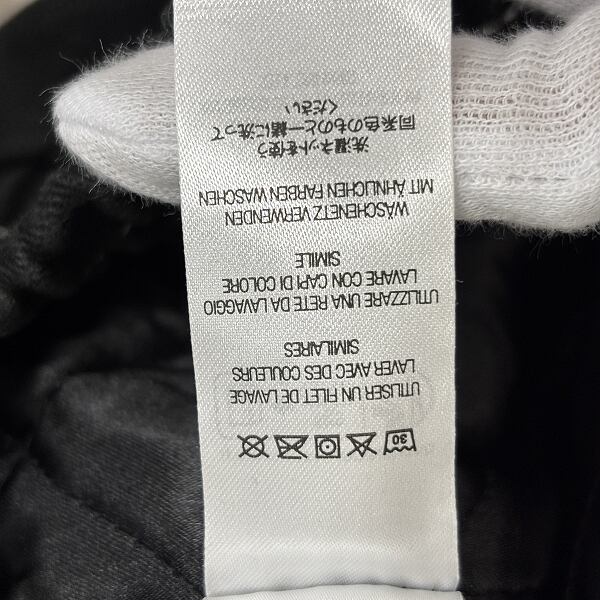 30
UTILISER UN FILET DE LAVAGE
LAVER AVEC DES COULEURS
SIMILAIRES
UTILIZZARE UNA RETE DA LAVAGGIO
LAVARE CON CAPI DI COLORE
SIMILE
WÄSCHENETZ VERWENDEN
MIT ÄHNLICHEN FARBEN WASCHEN
洗濯ネットを使う
同系色のものと一緒に洗って
ください